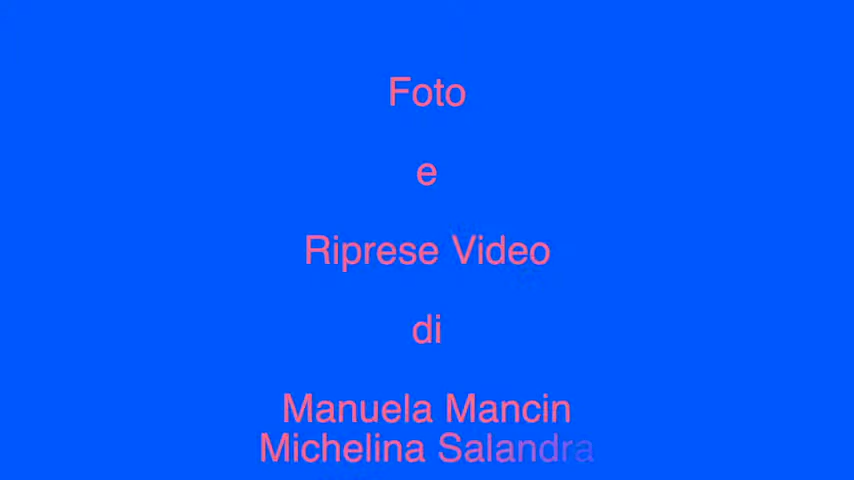 Foto
e
Riprese Video
di
Manuela Mancin
Michelina Salandra